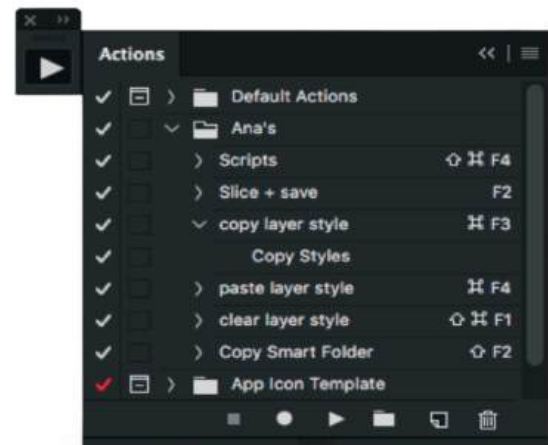 Actions
Default Actions
Ana's
Scripts ⇧ ⌘ F4
Slice + save F2
copy layer style ⌘ F3
Copy Styles
paste layer style ⌘ F4
clear layer style ⇧ ⌘ F1
Copy Smart Folder ⇧ F2
App Icon Template